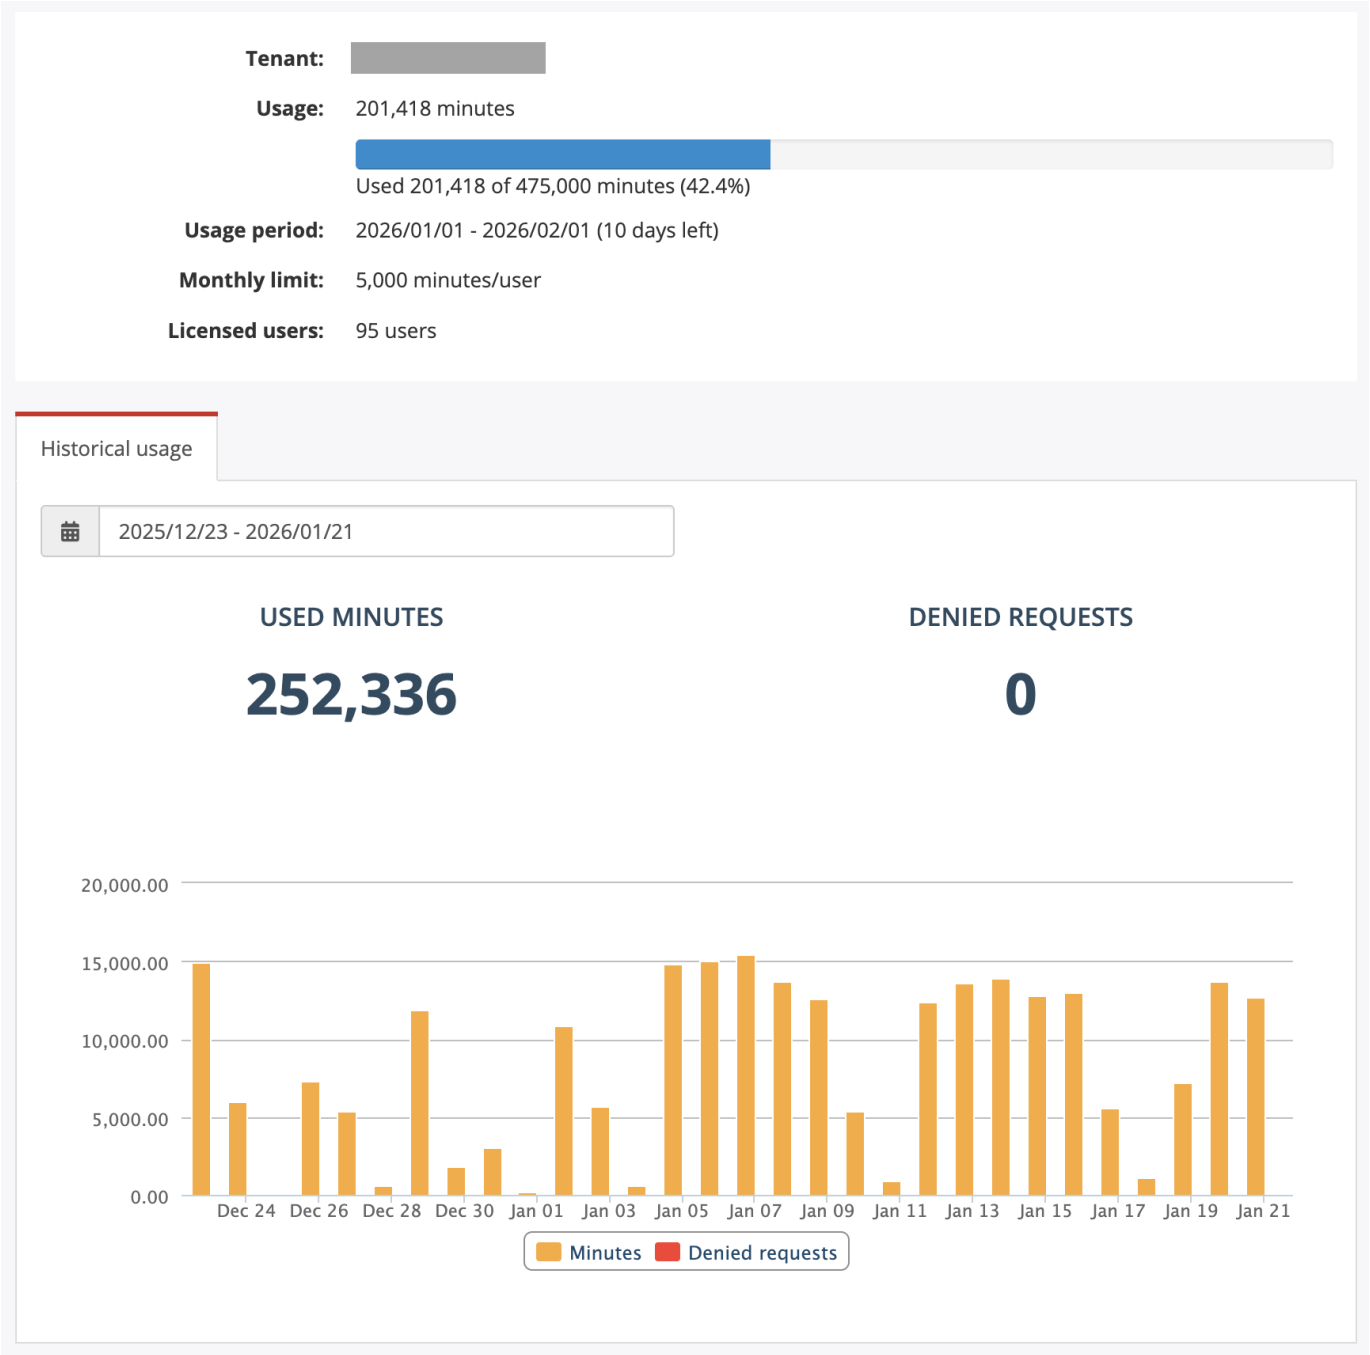 Tenant:
Usage: 201,418 minutes
Used 201,418 of 475,000 minutes (42.4%)
Usage period: 2026/01/01 - 2026/02/01 (10 days left)
Monthly limit: 5,000 minutes/user
Licensed users: 95 users
Historical usage
2025/12/23 - 2026/01/21
USED MINUTES DENIED REQUESTS
252,336 0
20,000.00
15,000.00
10,000.00
5,000.00
0.00
Dec 24 Dec 26 Dec 28 Dec 30 Jan 01 Jan 03 Jan 05 Jan 07 Jan 09 Jan 11 Jan 13 Jan 15 Jan 17 Jan 19 Jan 21
Minutes Denied requests